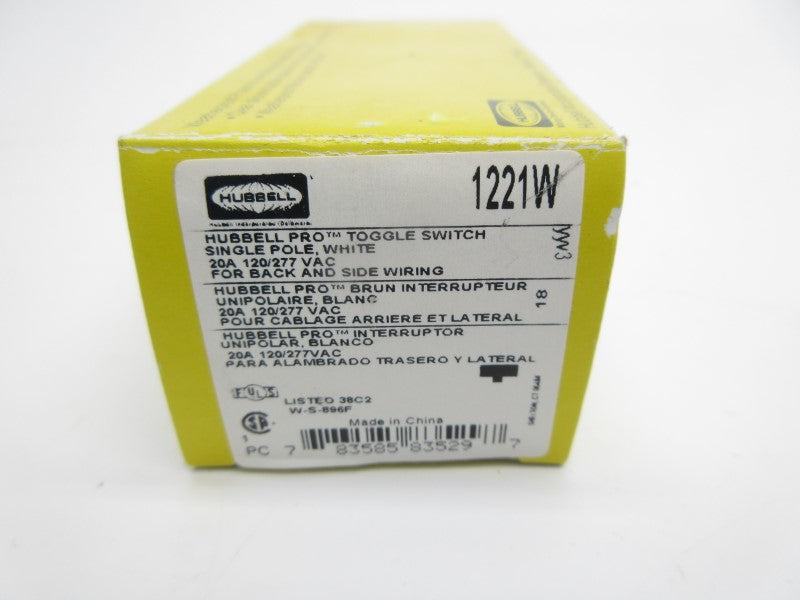 HUBBELL
HUBBELL
1221W
HUBBELL PRO™ TOGGLE SWITCH
SINGLE POLE, WHITE
20A 120/277 VAC
FOR BACK AND SIDE WIRING
HUBBELL PRO™ BRUN INTERRUPTEUR
UNIPOLAIRE, BLANC
20A 120/277 VAC
POUR CABLAGE ARRIERE ET LATERAL
HUBBELL PRO™ INTERRUPTOR
UNIPOLAR, BLANCO
20A 120/277VAC
PARA ALAMBRADO TRASERO Y LATERAL
18
LISTED 38C2
W-S-896F
Made in China
1
PC
7 83585 83529 7